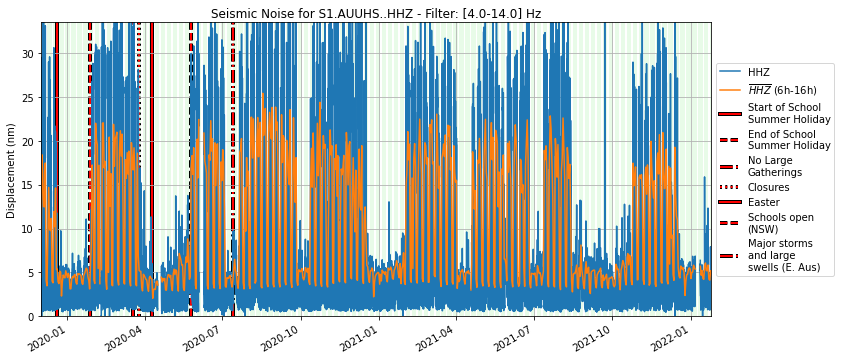 Seismic Noise for S1.AUUHS..HHZ - Filter: [4.0-14.0] Hz
Displacement (nm)
30
25
20
15
10
5
0
2020-01
2020-04
2020-07
2020-10
2021-01
2021-04
2021-07
2021-10
2022-01
HHZ
HHZ (6h-16h)
Start of School
Summer Holiday
End of School
Summer Holiday
No Large
Gatherings
Closures
Easter
Schools open
(NSW)
Major storms
and large
swells (E. Aus)